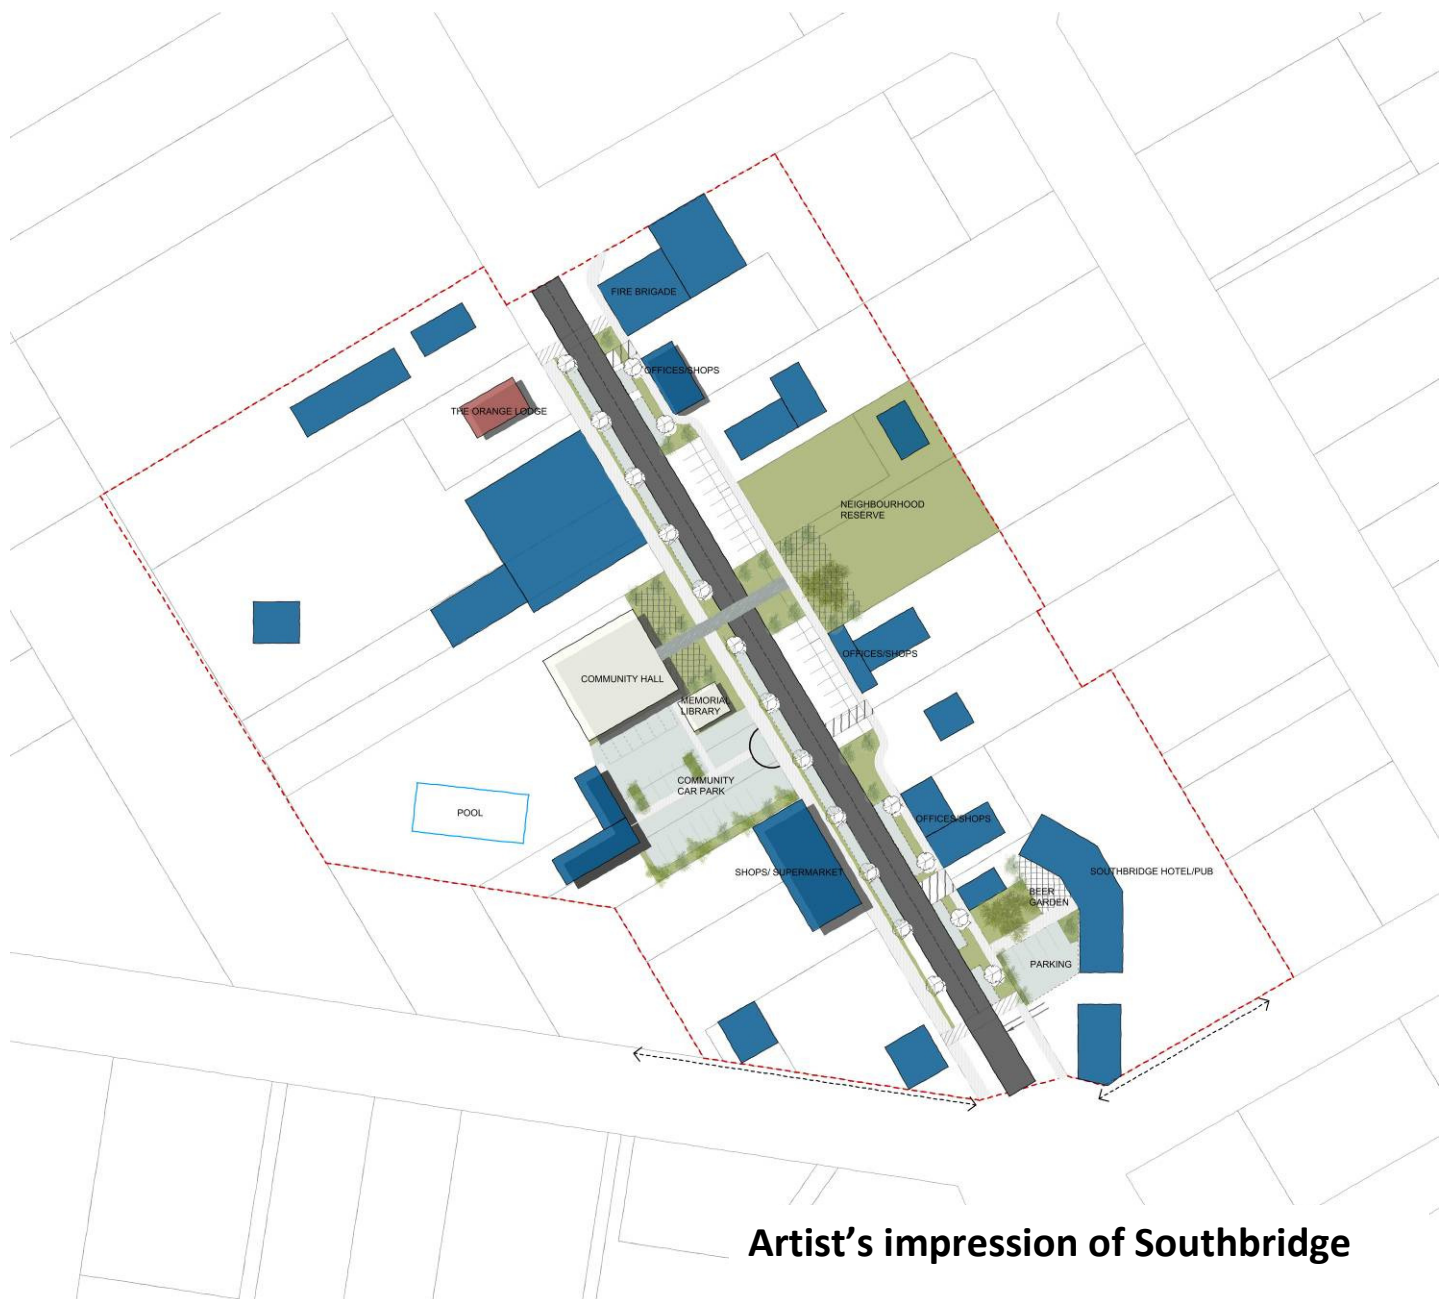 FIRE BRIGADE
OFFICES/SHOPS
THE ORANGE LODGE
NEIGHBOURHOOD
RESERVE
OFFICES/SHOPS
COMMUNITY HALL
MEMORIAL
LIBRARY
COMMUNITY
CAR PARK
POOL
OFFICES/SHOPS
SHOPS/ SUPERMARKET
SOUTHBRIDGE HOTEL/PUB
BEER
GARDEN
PARKING
Artist’s impression of Southbridge